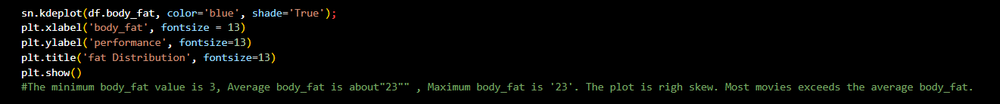 sn.kdeplot(df.body_fat, color='blue', shade='True');
plt.xlabel('body_fat', fontsize = 13)
plt.ylabel('performance', fontsize=13)
plt.title('fat Distribution', fontsize=13)
plt.show()
#The minimum body_fat value is 3, Average body_fat is about"23"" , Maximum body_fat is '23'. The plot is righ skew. Most movies exceeds the average body_fat.